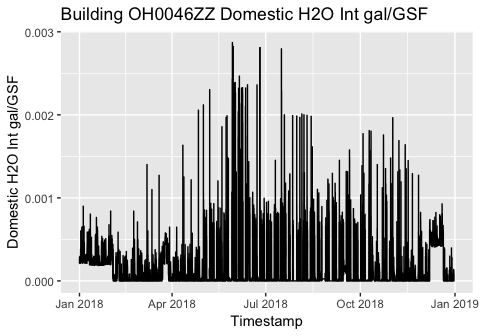 Building OH0046ZZ Domestic H2O Int gal/GSF
Domestic H2O Int gal/GSF
0.003
0.002
0.001
0.000
Jan 2018
Apr 2018
Jul 2018
Oct 2018
Jan 2019
Timestamp